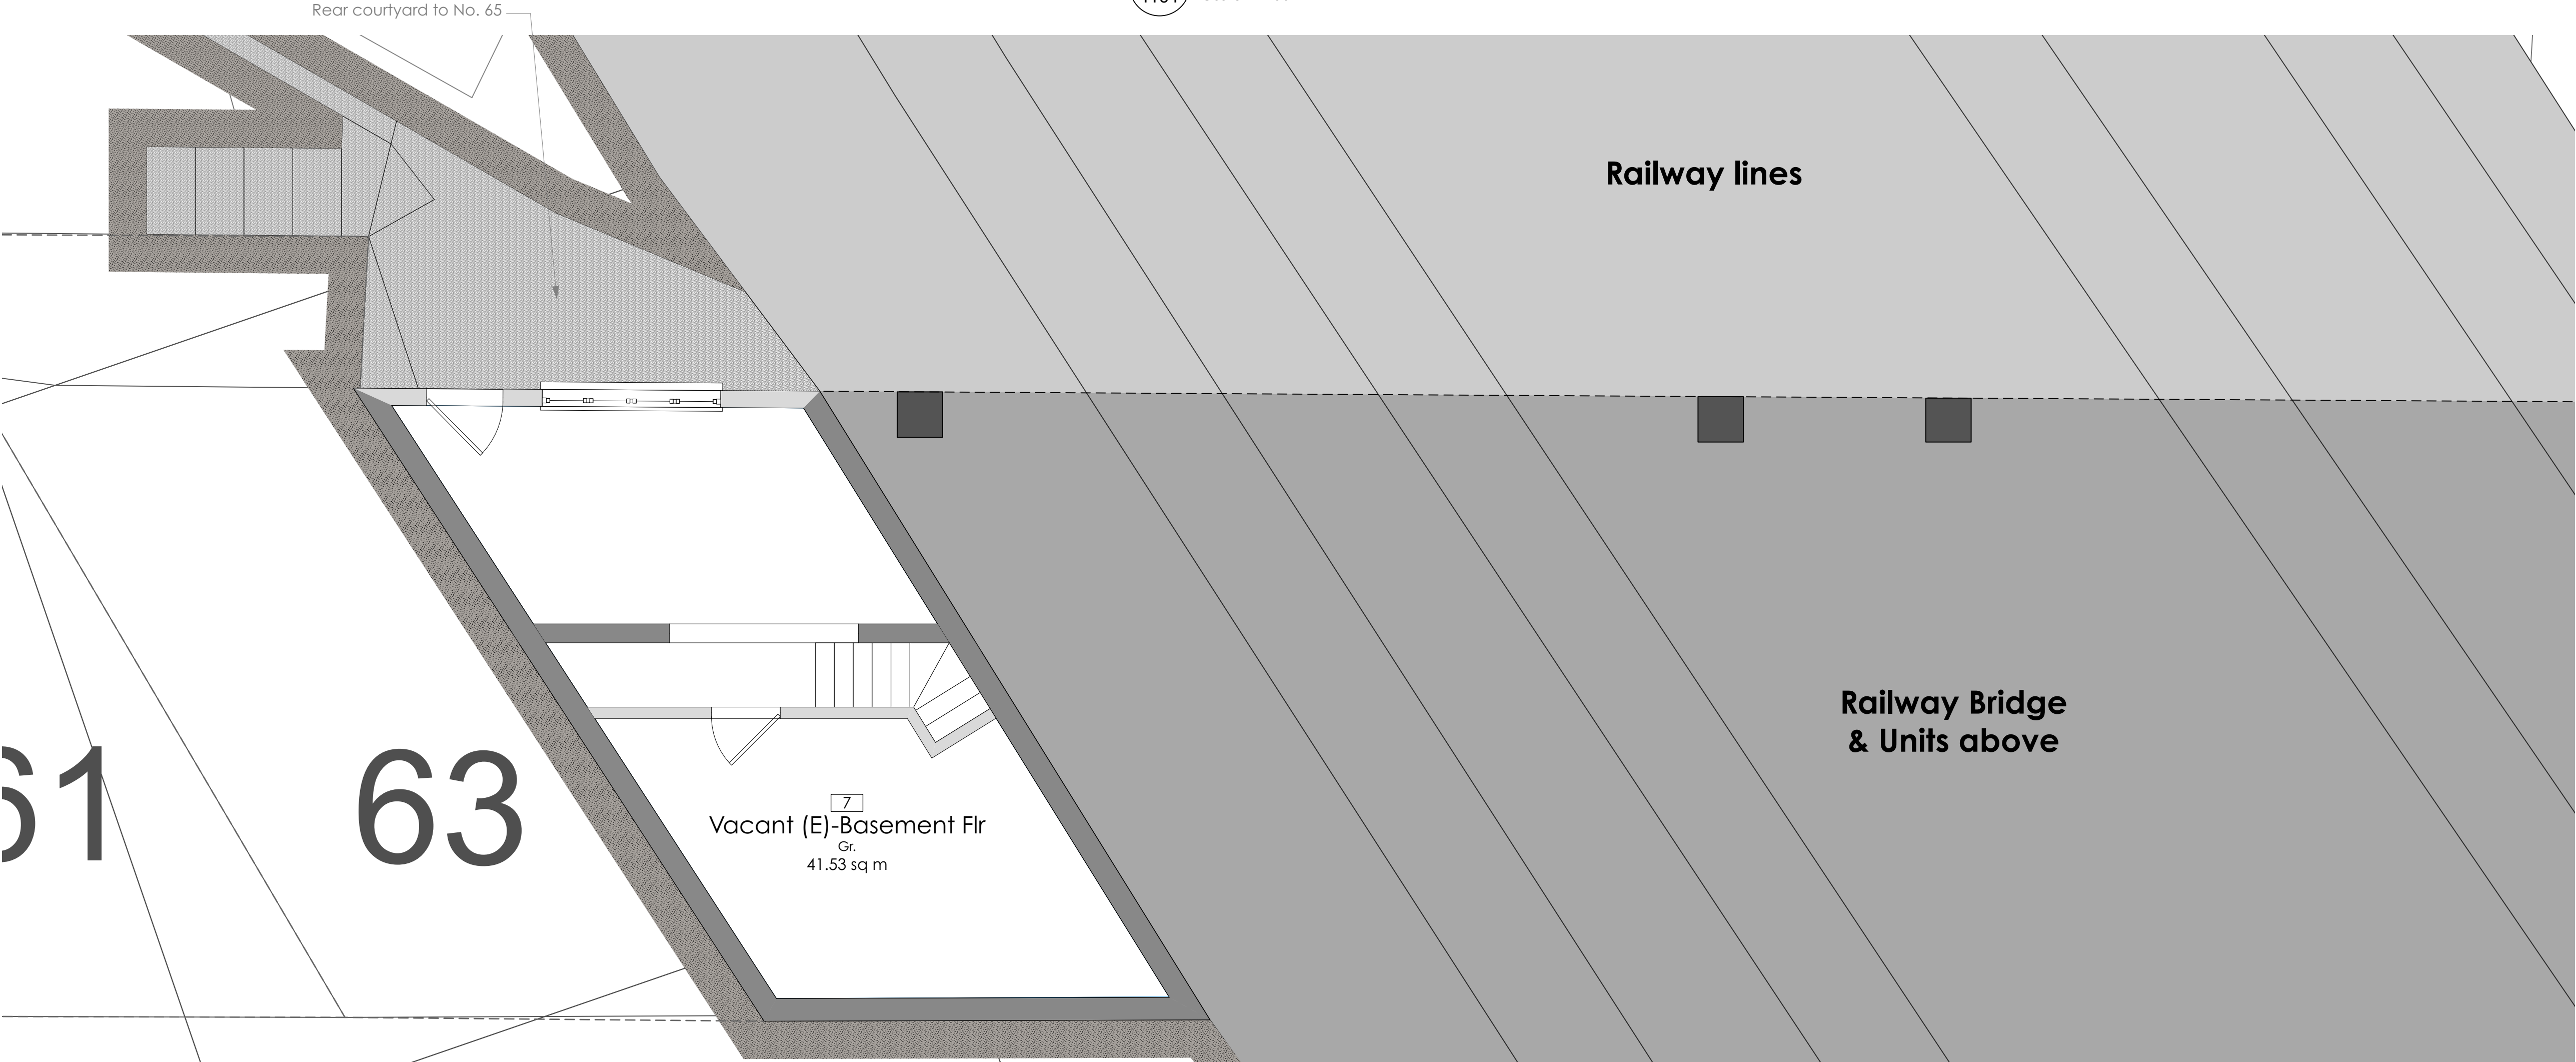 Rear courtyard to No. 65
Railway lines
Railway Bridge
& Units above
61
63
7
Vacant (E)-Basement Flr
Gr.
41.53 sq m